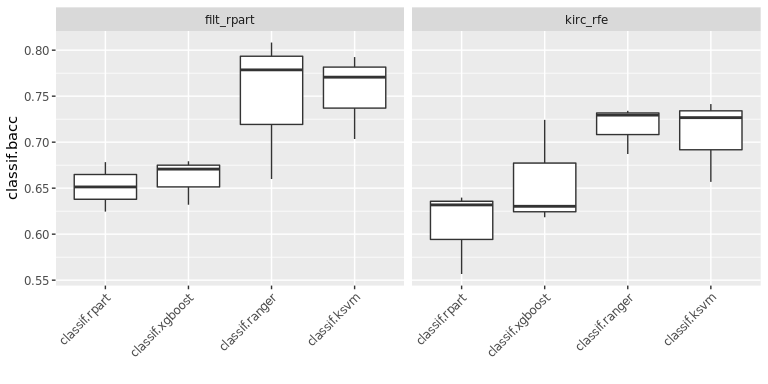 filt_rpart
kirc_rfe
classif.bacc
0.80
0.75
0.70
0.65
0.60
0.55
classif.rpart
classif.xgboost
classif.ranger
classif.ksvm
classif.rpart
classif.xgboost
classif.ranger
classif.ksvm